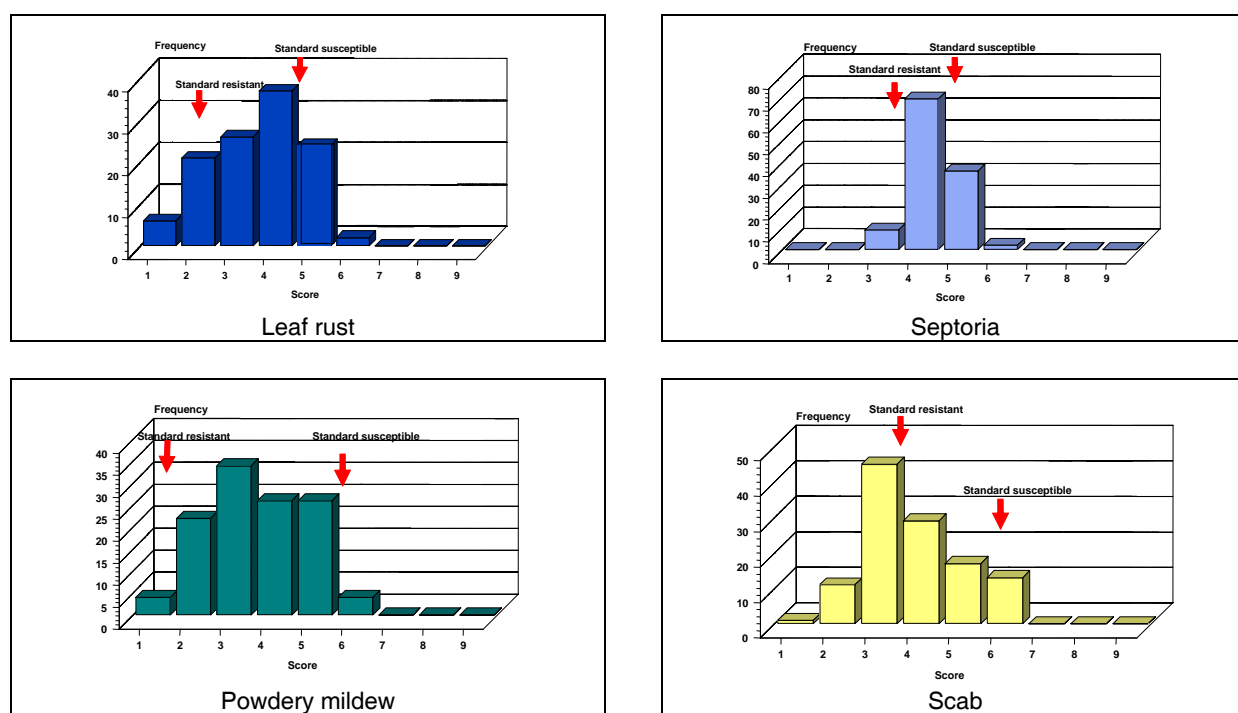 Frequency
Standard susceptible
Standard resistant
40
30
20
10
0
1 2 3 4 5 6 7 8 9
Score
Leaf rust
Frequency
Standard susceptible
Standard resistant
80
70
60
50
40
30
20
10
0
1 2 3 4 5 6 7 8 9
Score
Septoria
Frequency
Standard resistant
Standard susceptible
40
35
30
25
20
15
10
5
0
1 2 3 4 5 6 7 8 9
Score
Powdery mildew
Standard resistant
Frequency
Standard susceptible
50
40
30
20
10
0
1 2 3 4 5 6 7 8 9
Score
Scab